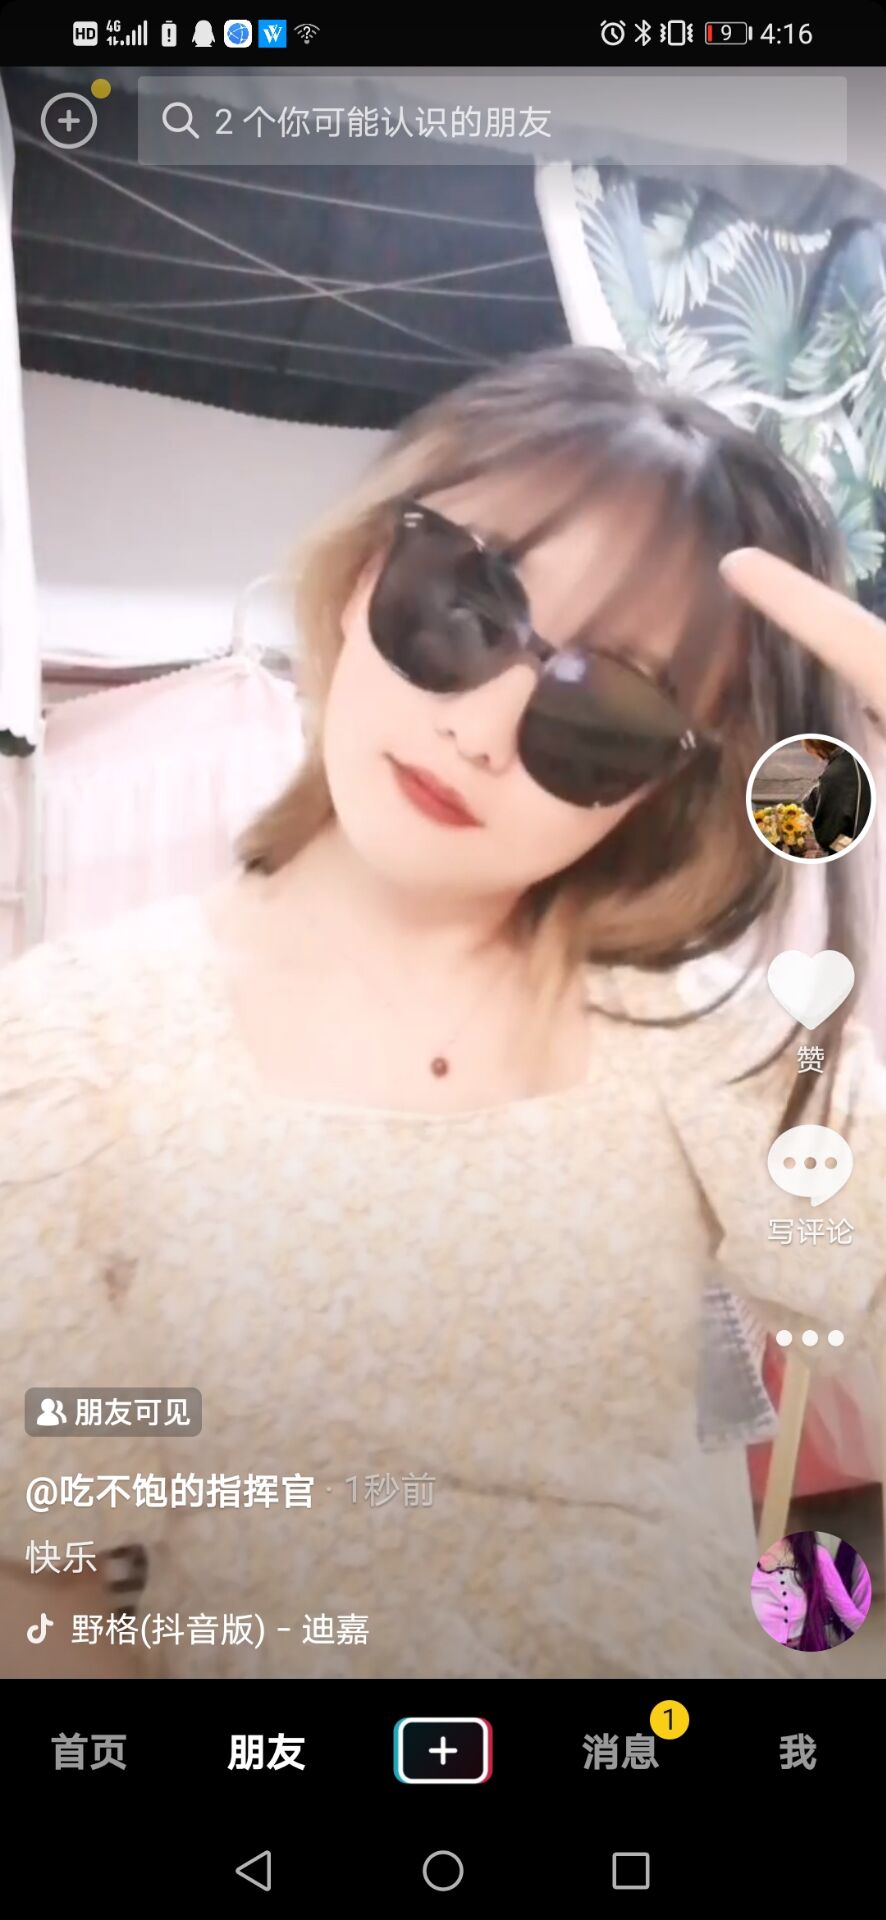 HD 4G 9 4:16
2 个你可能认识的朋友
赞
写评论
朋友可见
@吃不饱的指挥官 · 1秒前
快乐
野格(抖音版) - 迪嘉
首页 朋友 消息 1 我